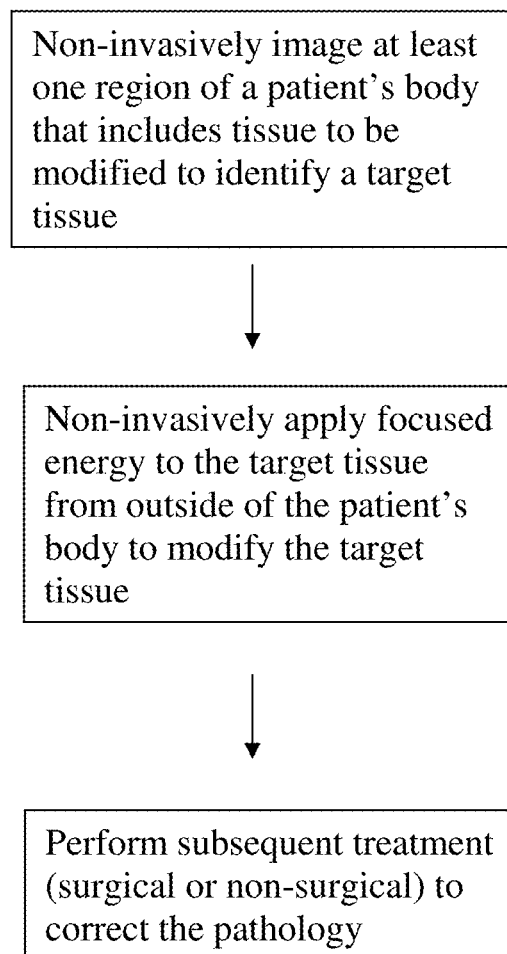 Non-invasively image at least
one region of a patient's body
that includes tissue to be
modified to identify a target
tissue
Non-invasively apply focused
energy to the target tissue
from outside of the patient's
body to modify the target
tissue
Perform subsequent treatment
(surgical or non-surgical) to
correct the pathology